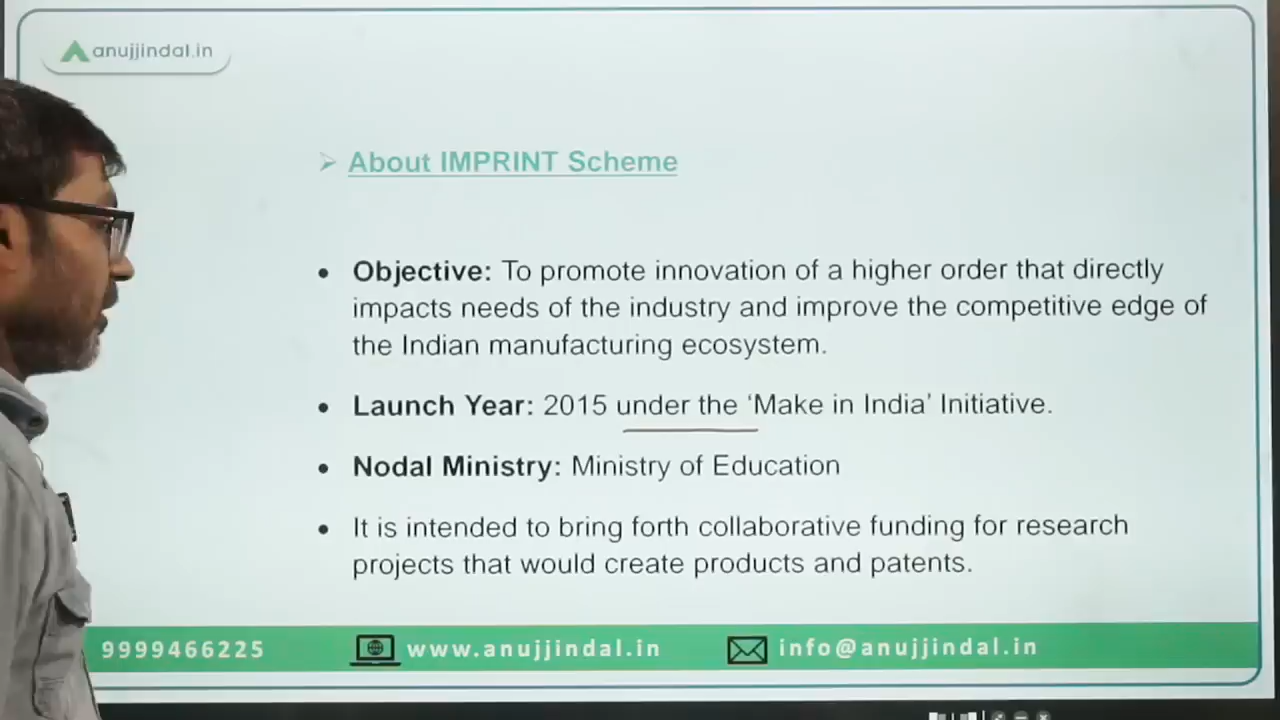 anujjindal.in
About IMPRINT Scheme
Objective: To promote innovation of a higher order that directly
impacts needs of the industry and improve the competitive edge of
the Indian manufacturing ecosystem.
Launch Year: 2015 under the ‘Make in India’ Initiative.
Nodal Ministry: Ministry of Education
It is intended to bring forth collaborative funding for research
projects that would create products and patents.
9999466225 www.anujjindal.in info@anujjindal.in